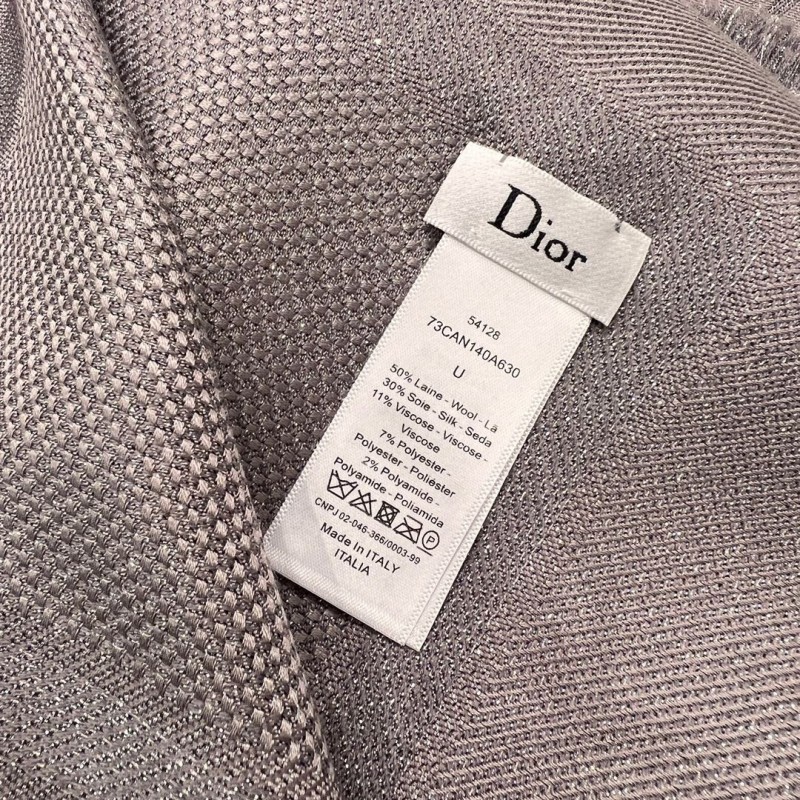 Dior
54128
73CAN140A630
U
50% Laine - Wool - Lã
30% Soie - Silk - Seda
11% Viscose - Viscose -
Viscose
7% Polyester -
Polyester - Poliéster
2% Polyamide -
Polyamide - Poliamida
P
CNPJ 02-046-366/0003-99
Made in ITALY
ITALIA